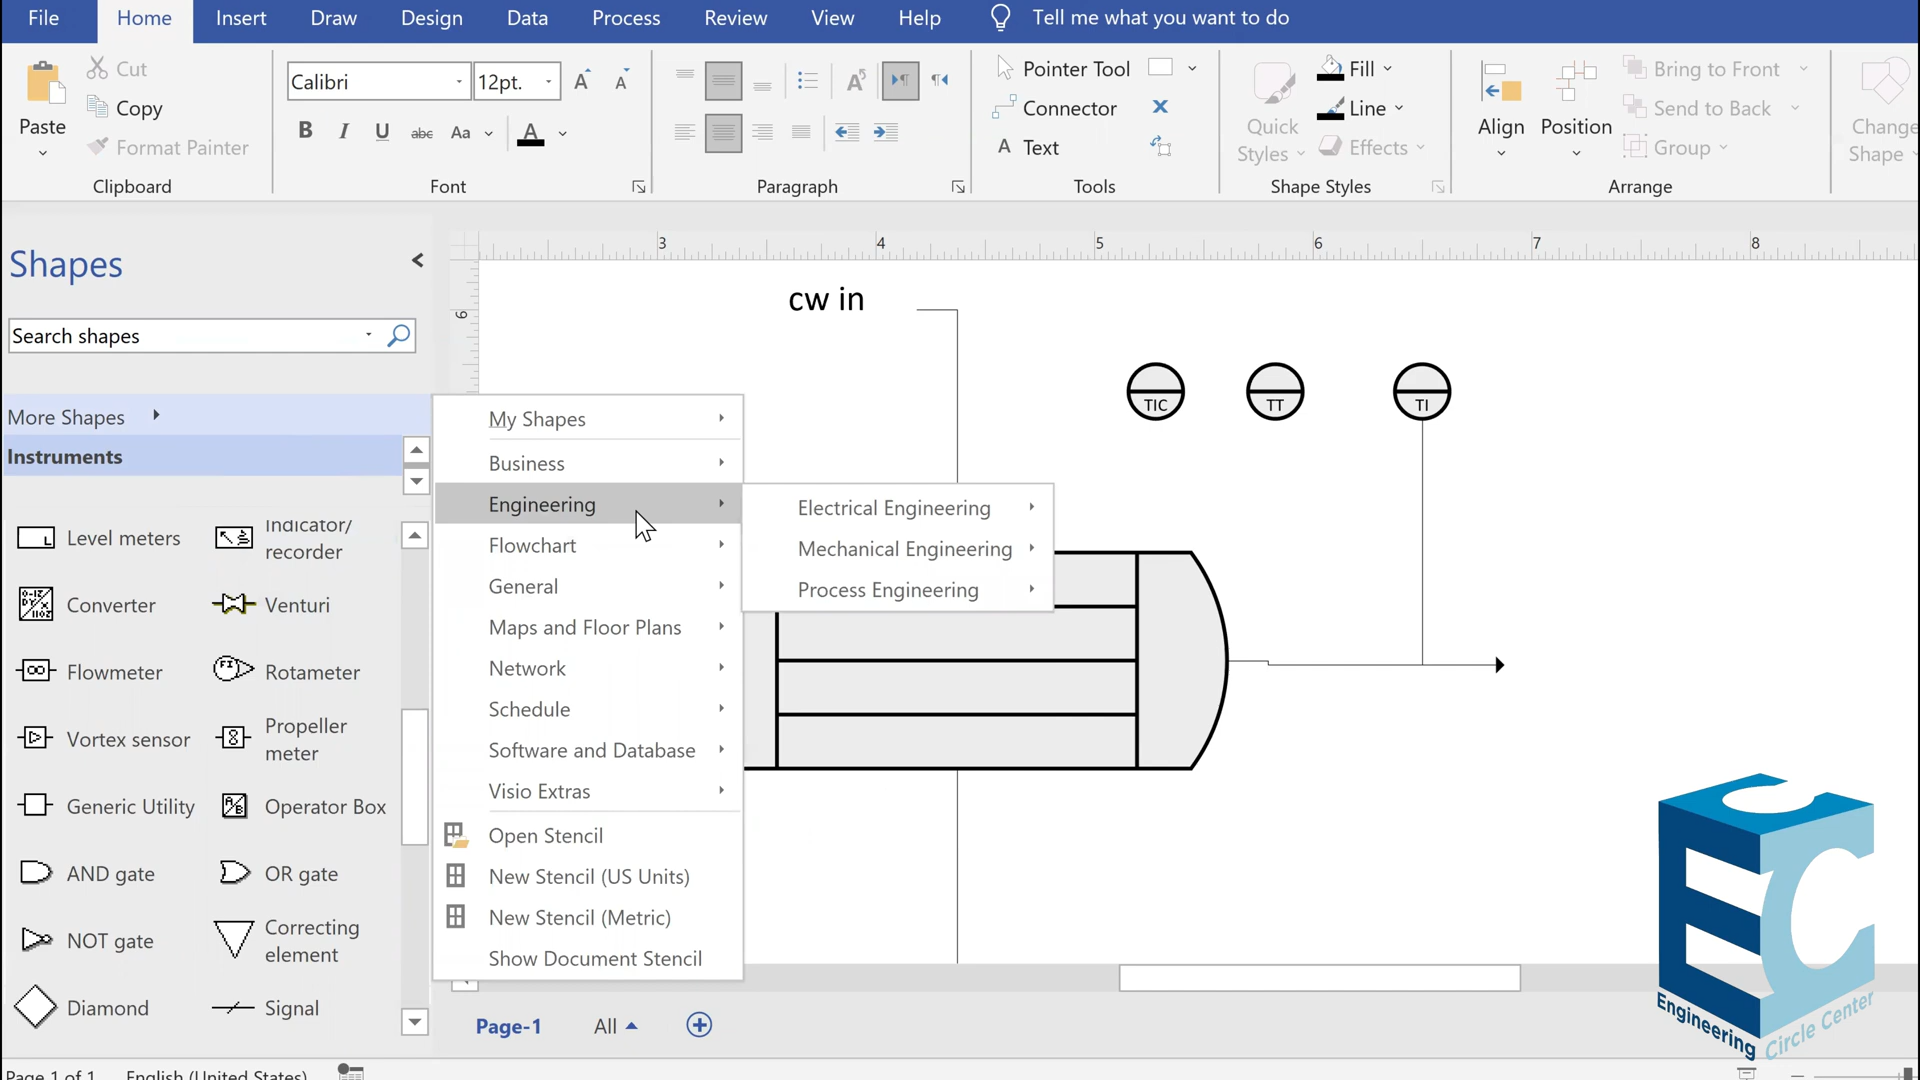 File Home Insert Draw Design Data Process Review View Help Tell me what you want to do
Paste
Cut
Copy
Format Painter
Clipboard
Calibri 12pt. A A
B I U abc Aa A
Font
Paragraph
Pointer Tool
Connector
A Text
Tools
Quick
Styles
Fill
Line
Effects
Shape Styles
Align
Position
Bring to Front
Send to Back
Group
Arrange
Change
Shape
Shapes
Search shapes
More Shapes
Instruments
Level meters
Indicator/
recorder
Converter
Venturi
Flowmeter
Rotameter
Vortex sensor
Propeller
meter
Generic Utility
Operator Box
AND gate
OR gate
NOT gate
Correcting
element
Diamond
Signal
My Shapes
Business
Engineering
Flowchart
General
Maps and Floor Plans
Network
Schedule
Software and Database
Visio Extras
Open Stencil
New Stencil (US Units)
New Stencil (Metric)
Show Document Stencil
Electrical Engineering
Mechanical Engineering
Process Engineering
3 4 5 6 7 8
6
cw in
TIC TT TI
Page-1 All
EC
Engineering Circle Center
Page 1 of 1 English (United States)